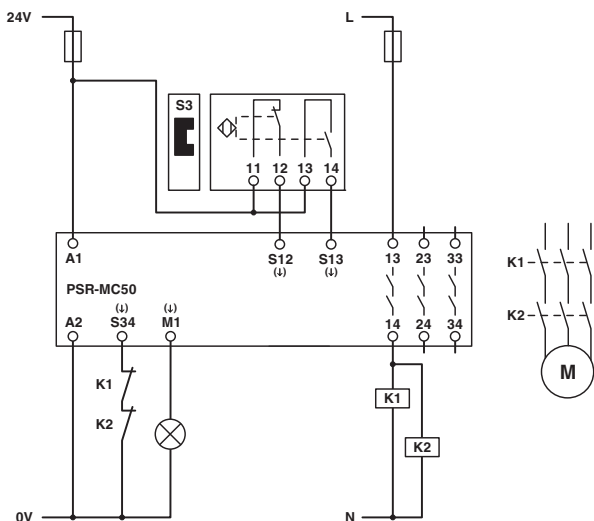 24V
L
S3
11 12 13 14
A1
S12
(↓)
S13
(↓)
13 23 33
PSR-MC50
A2
(↓)
S34
(↓)
M1
14 24 34
K1
K2
K1
K2
K1
K2
M
0V
N